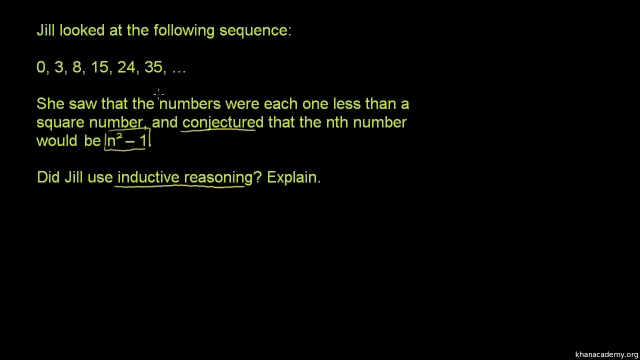 Jill looked at the following sequence:
0, 3, 8, 15, 24, 35, …
She saw that the numbers were each one less than a
square number, and conjectured that the nth number
would be n² – 1.
Did Jill use inductive reasoning? Explain.
khanacademy.org